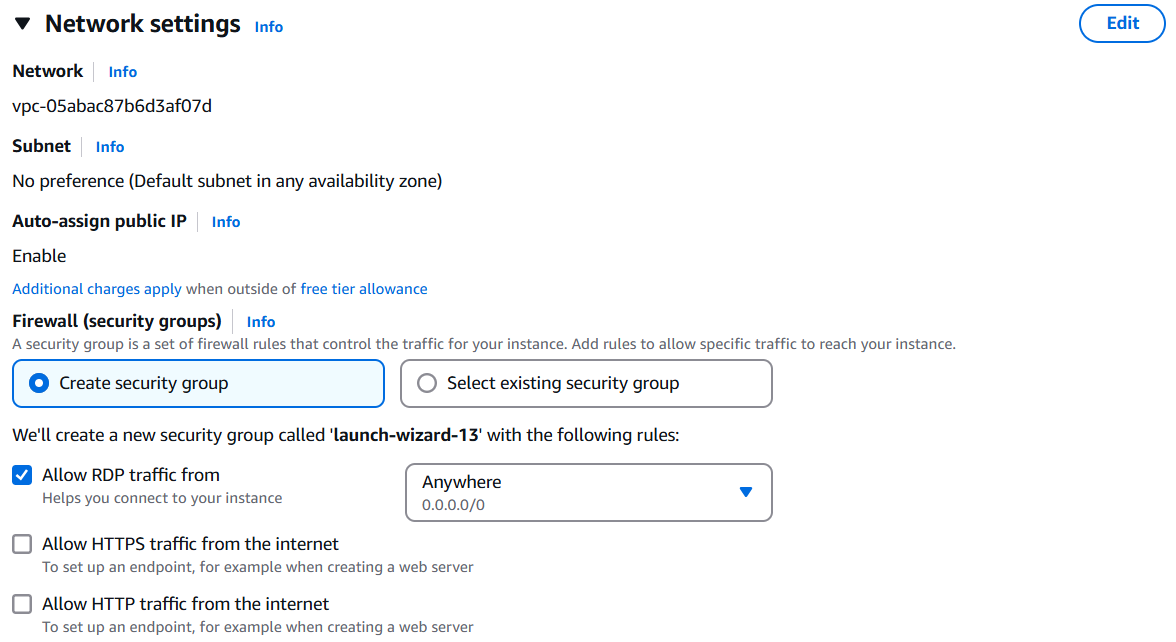 Network settings Info Edit
Network Info
vpc-05abac87b6d3af07d
Subnet Info
No preference (Default subnet in any availability zone)
Auto-assign public IP Info
Enable
Additional charges apply when outside of free tier allowance
Firewall (security groups) Info
A security group is a set of firewall rules that control the traffic for your instance. Add rules to allow specific traffic to reach your instance.
Create security group Select existing security group
We'll create a new security group called 'launch-wizard-13' with the following rules:
Allow RDP traffic from Anywhere
Helps you connect to your instance 0.0.0.0/0
Allow HTTPS traffic from the internet
To set up an endpoint, for example when creating a web server
Allow HTTP traffic from the internet
To set up an endpoint, for example when creating a web server